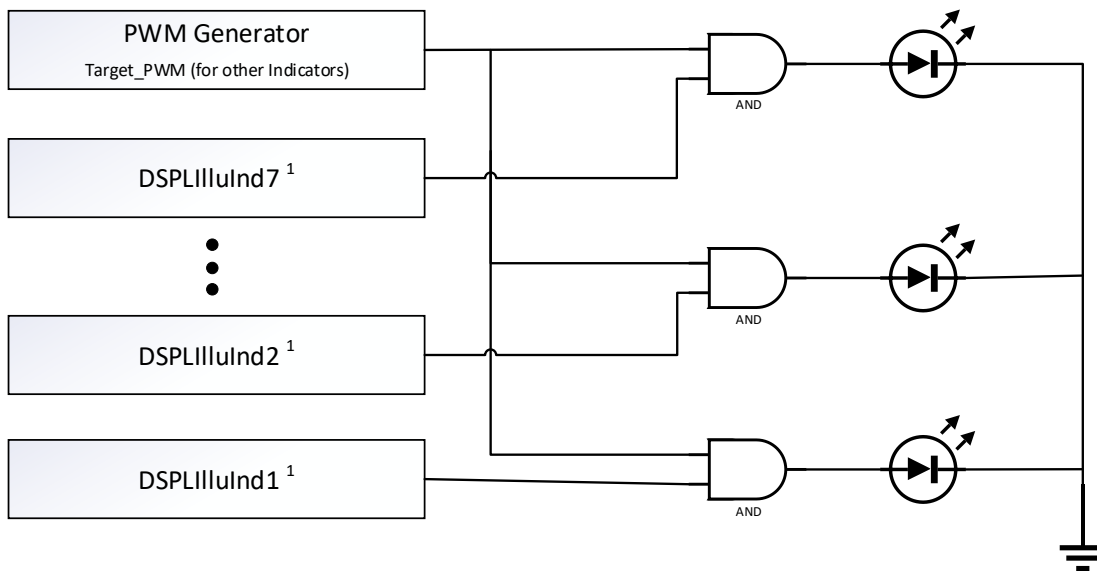 PWM Generator
Target_PWM (for other Indicators)
AND
DSPLIlluInd7 1
AND
DSPLIlluInd2 1
DSPLIlluInd1 1
AND